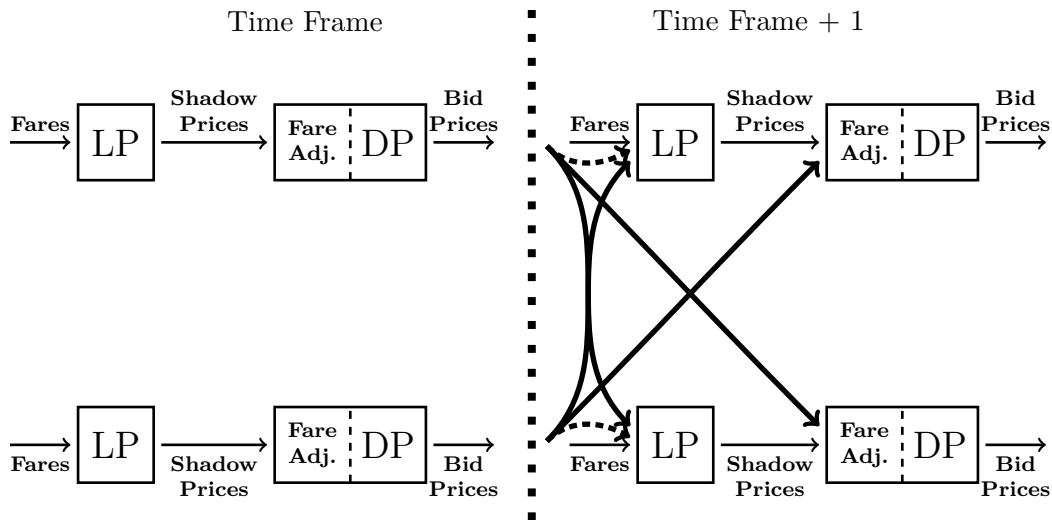 Time Frame
Time Frame + 1
Fares
LP
Shadow
Prices
Fare
Adj.
DP
Bid
Prices
Fares
LP
Shadow
Prices
Fare
Adj.
DP
Bid
Prices
Fares
LP
Shadow
Prices
Fare
Adj.
DP
Bid
Prices
Fares
LP
Shadow
Prices
Fare
Adj.
DP
Bid
Prices